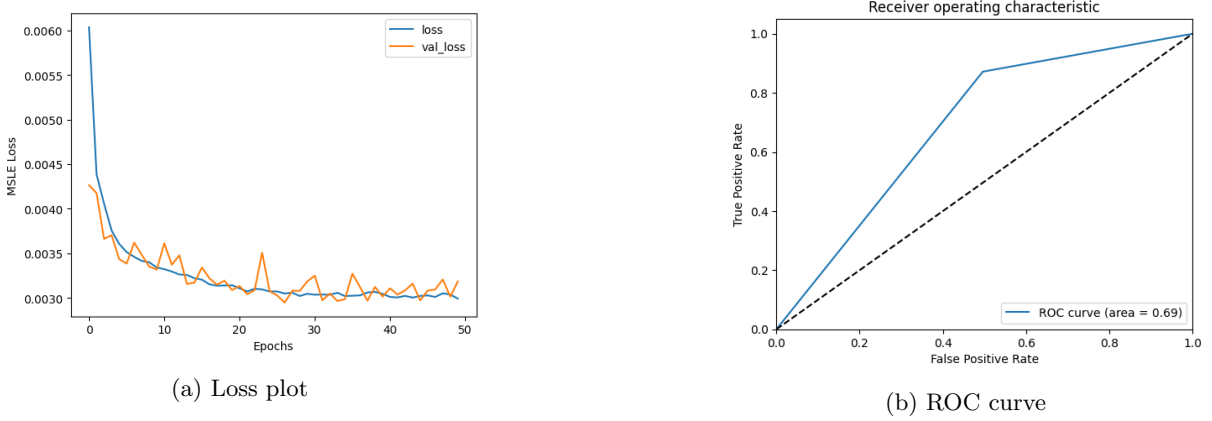 0.0060
0.0055
0.0050
0.0045
0.0040
0.0035
0.0030
MSLE Loss
loss
val_loss
0 10 20 30 40 50
Epochs
(a) Loss plot
Receiver operating characteristic
1.0
0.8
0.6
0.4
0.2
0.0
True Positive Rate
ROC curve (area = 0.69)
0.0 0.2 0.4 0.6 0.8 1.0
False Positive Rate
(b) ROC curve